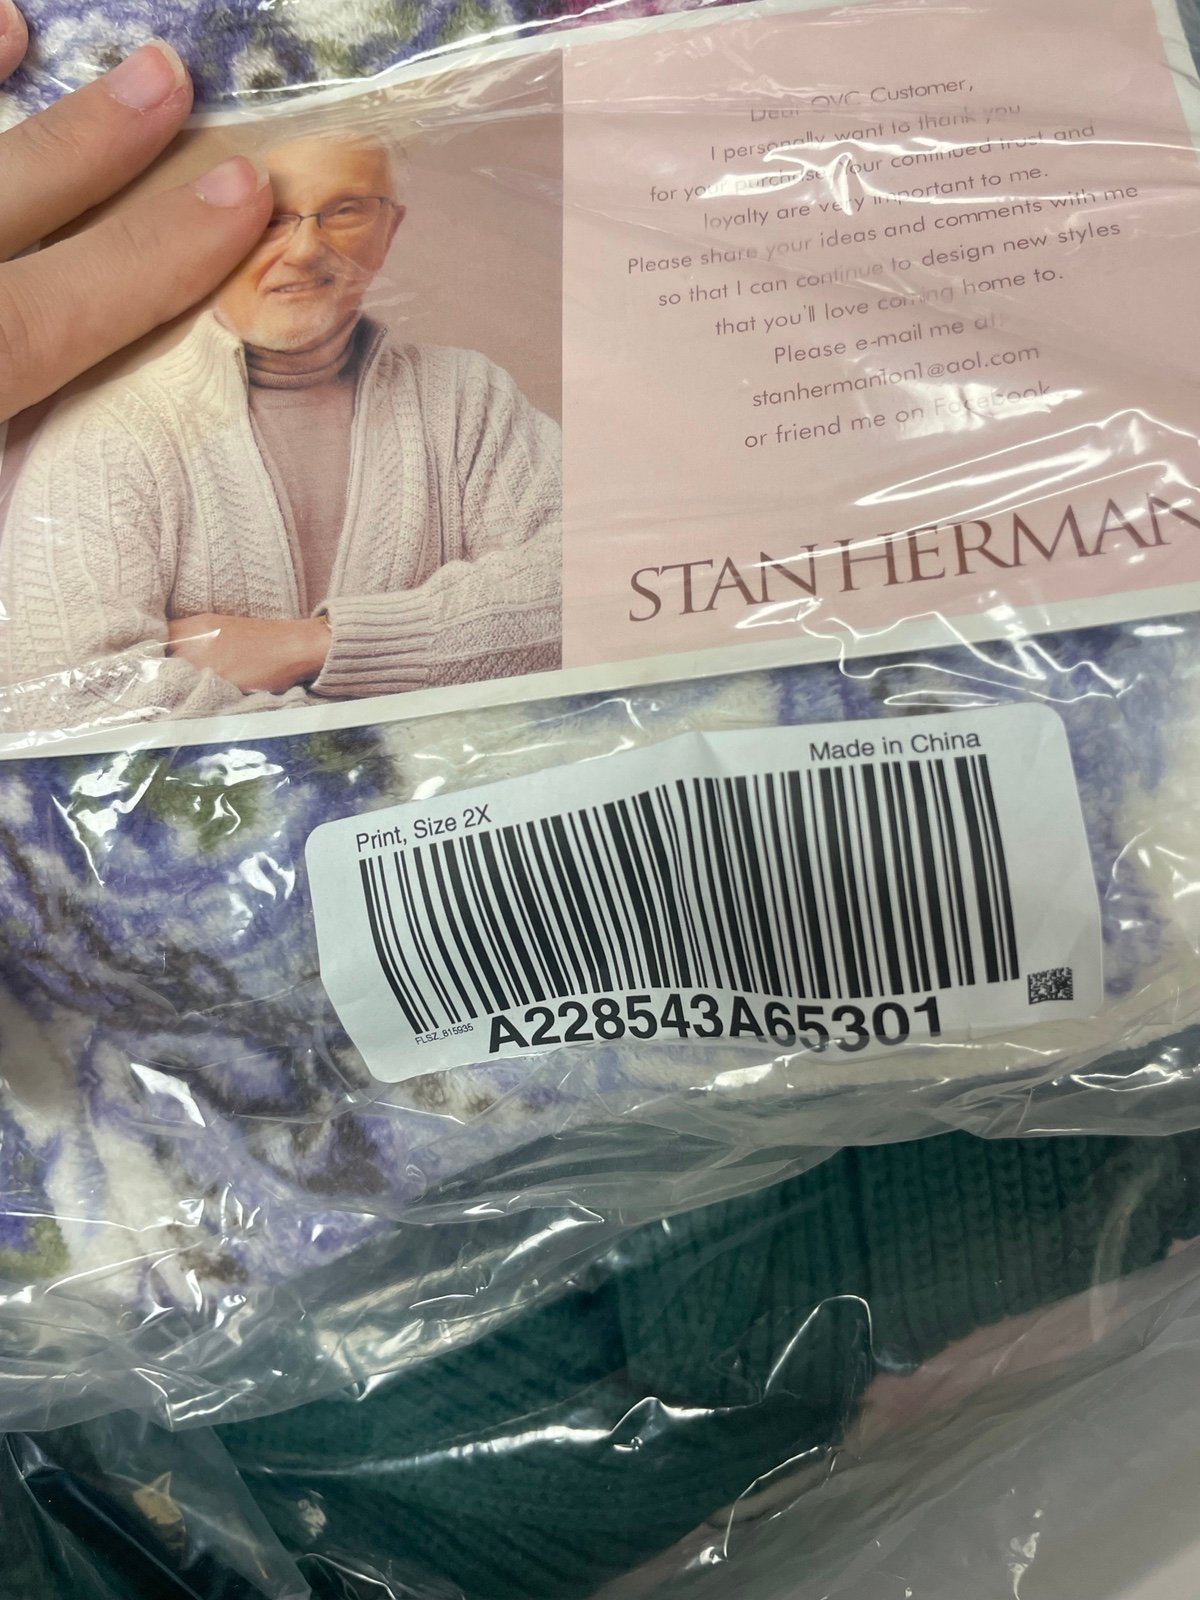 Dear QVC Customer,
I personally want to thank you
for your purchase. Your continued trust and
loyalty are very important to me.
Please share your ideas and comments with me
so that I can continue to design new styles
that you'll love coming home to.
Please e-mail me at
stanherman1on1@aol.com
or friend me on Facebook
STAN HERMAN
Made in China
Print, Size 2X
FLSZ_815935
A228543A65301